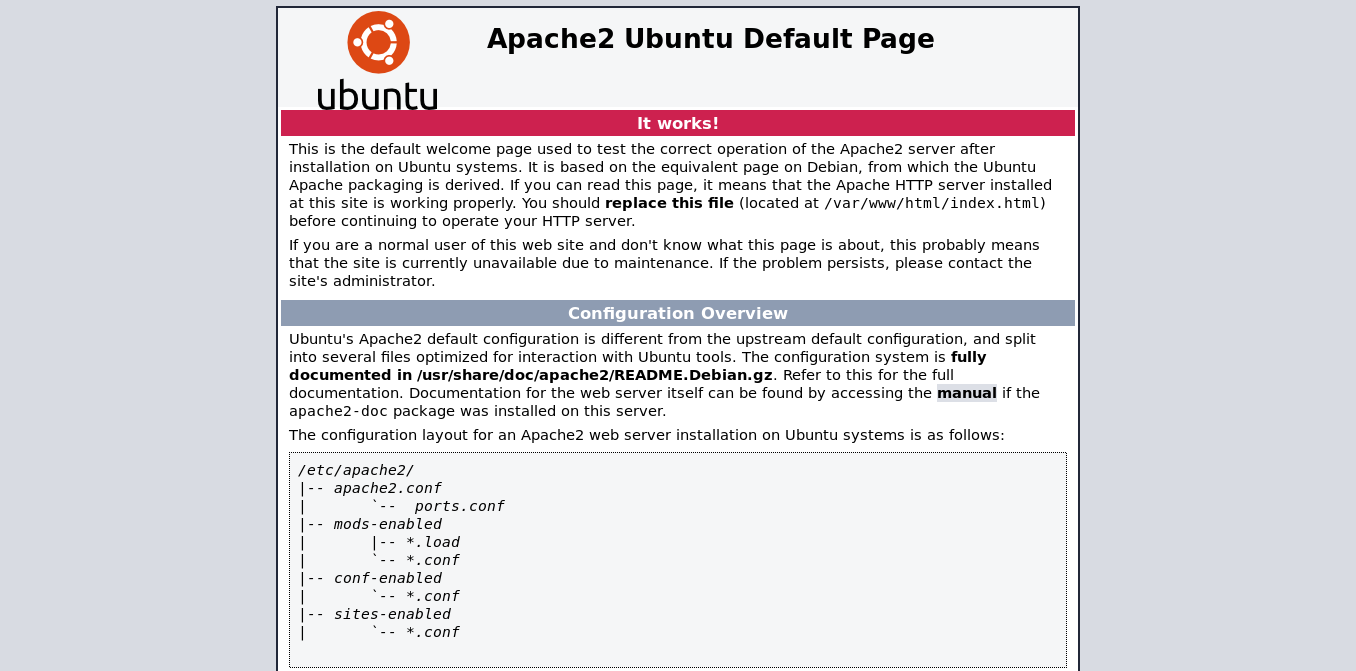 ubuntu
Apache2 Ubuntu Default Page
It works!
This is the default welcome page used to test the correct operation of the Apache2 server after
installation on Ubuntu systems. It is based on the equivalent page on Debian, from which the Ubuntu
Apache packaging is derived. If you can read this page, it means that the Apache HTTP server installed
at this site is working properly. You should replace this file (located at /var/www/html/index.html)
before continuing to operate your HTTP server.
If you are a normal user of this web site and don't know what this page is about, this probably means
that the site is currently unavailable due to maintenance. If the problem persists, please contact the
site's administrator.
Configuration Overview
Ubuntu's Apache2 default configuration is different from the upstream default configuration, and split
into several files optimized for interaction with Ubuntu tools. The configuration system is fully
documented in /usr/share/doc/apache2/README.Debian.gz. Refer to this for the full
documentation. Documentation for the web server itself can be found by accessing the manual if the
apache2-doc package was installed on this server.
The configuration layout for an Apache2 web server installation on Ubuntu systems is as follows:
/etc/apache2/
|-- apache2.conf
|       `--  ports.conf
|-- mods-enabled
|       |-- *.load
|       `-- *.conf
|-- conf-enabled
|       `-- *.conf
|-- sites-enabled
|       `-- *.conf